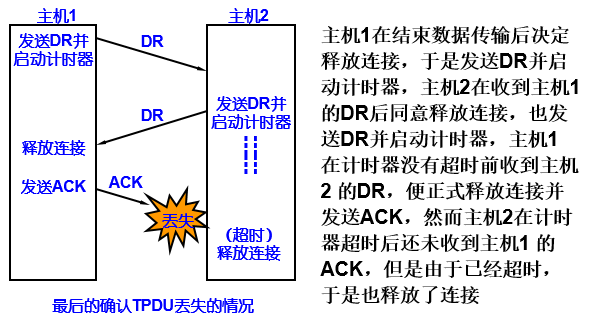 主机1
主机2
发送DR并
启动计时器
DR
发送DR并
启动计时器
DR
释放连接
发送ACK
ACK
丢失
（超时）
释放连接
最后的确认TPDU丢失的情况
主机1在结束数据传输后决定
释放连接，于是发送DR并启
动计时器，主机2在收到主机1
的DR后同意释放连接，也发
送DR并启动计时器，主机1
在计时器没有超时前收到主机
2 的DR，便正式释放连接并
发送ACK，然而主机2在计时
器超时后还未收到主机1 的
ACK，但是由于已经超时，
于是也释放了连接